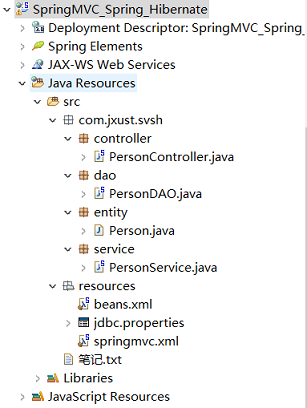 SpringMVC_Spring_Hibernate
Deployment Descriptor: SpringMVC_Spring_
Spring Elements
JAX-WS Web Services
Java Resources
src
com.jxust.svsh
controller
PersonController.java
dao
PersonDAO.java
entity
Person.java
service
PersonService.java
resources
beans.xml
jdbc.properties
springmvc.xml
笔记.txt
Libraries
JavaScript Resources